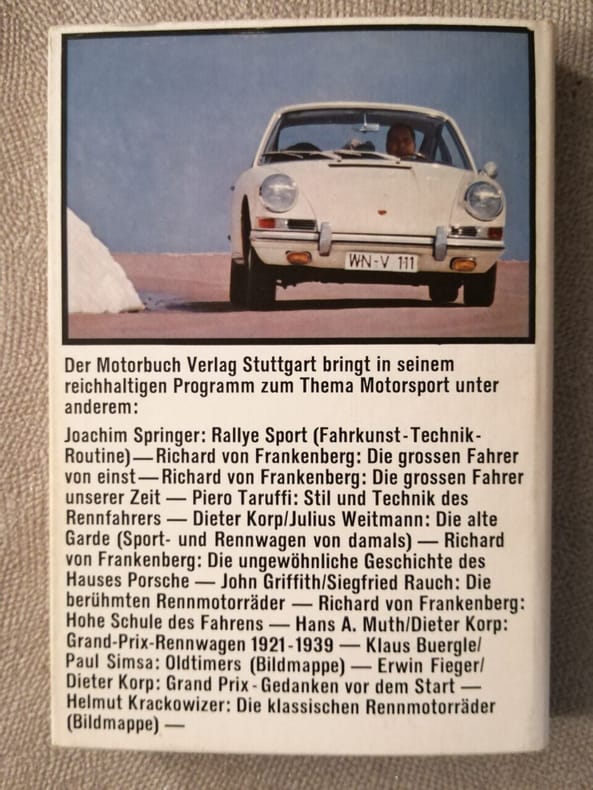 WN-V 111
Der Motorbuch Verlag Stuttgart bringt in seinem
reichhaltigen Programm zum Thema Motorsport unter
anderem:
Joachim Springer: Rallye Sport (Fahrkunst-Technik-
Routine)—Richard von Frankenberg: Die grossen Fahrer
von einst—Richard von Frankenberg: Die grossen Fahrer
unserer Zeit — Piero Taruffi: Stil und Technik des
Rennfahrers — Dieter Korp/Julius Weitmann: Die alte
Garde (Sport- und Rennwagen von damals) — Richard
von Frankenberg: Die ungewöhnliche Geschichte des
Hauses Porsche — John Griffith/Siegfried Rauch: Die
berühmten Rennmotorräder — Richard von Frankenberg:
Hohe Schule des Fahrens — Hans A. Muth/Dieter Korp:
Grand-Prix-Rennwagen 1921-1939 — Klaus Buergle/
Paul Simsa: Oldtimers (Bildmappe) — Erwin Fieger/
Dieter Korp: Grand Prix - Gedanken vor dem Start —
Helmut Krackowizer: Die klassischen Rennmotorräder
(Bildmappe) —